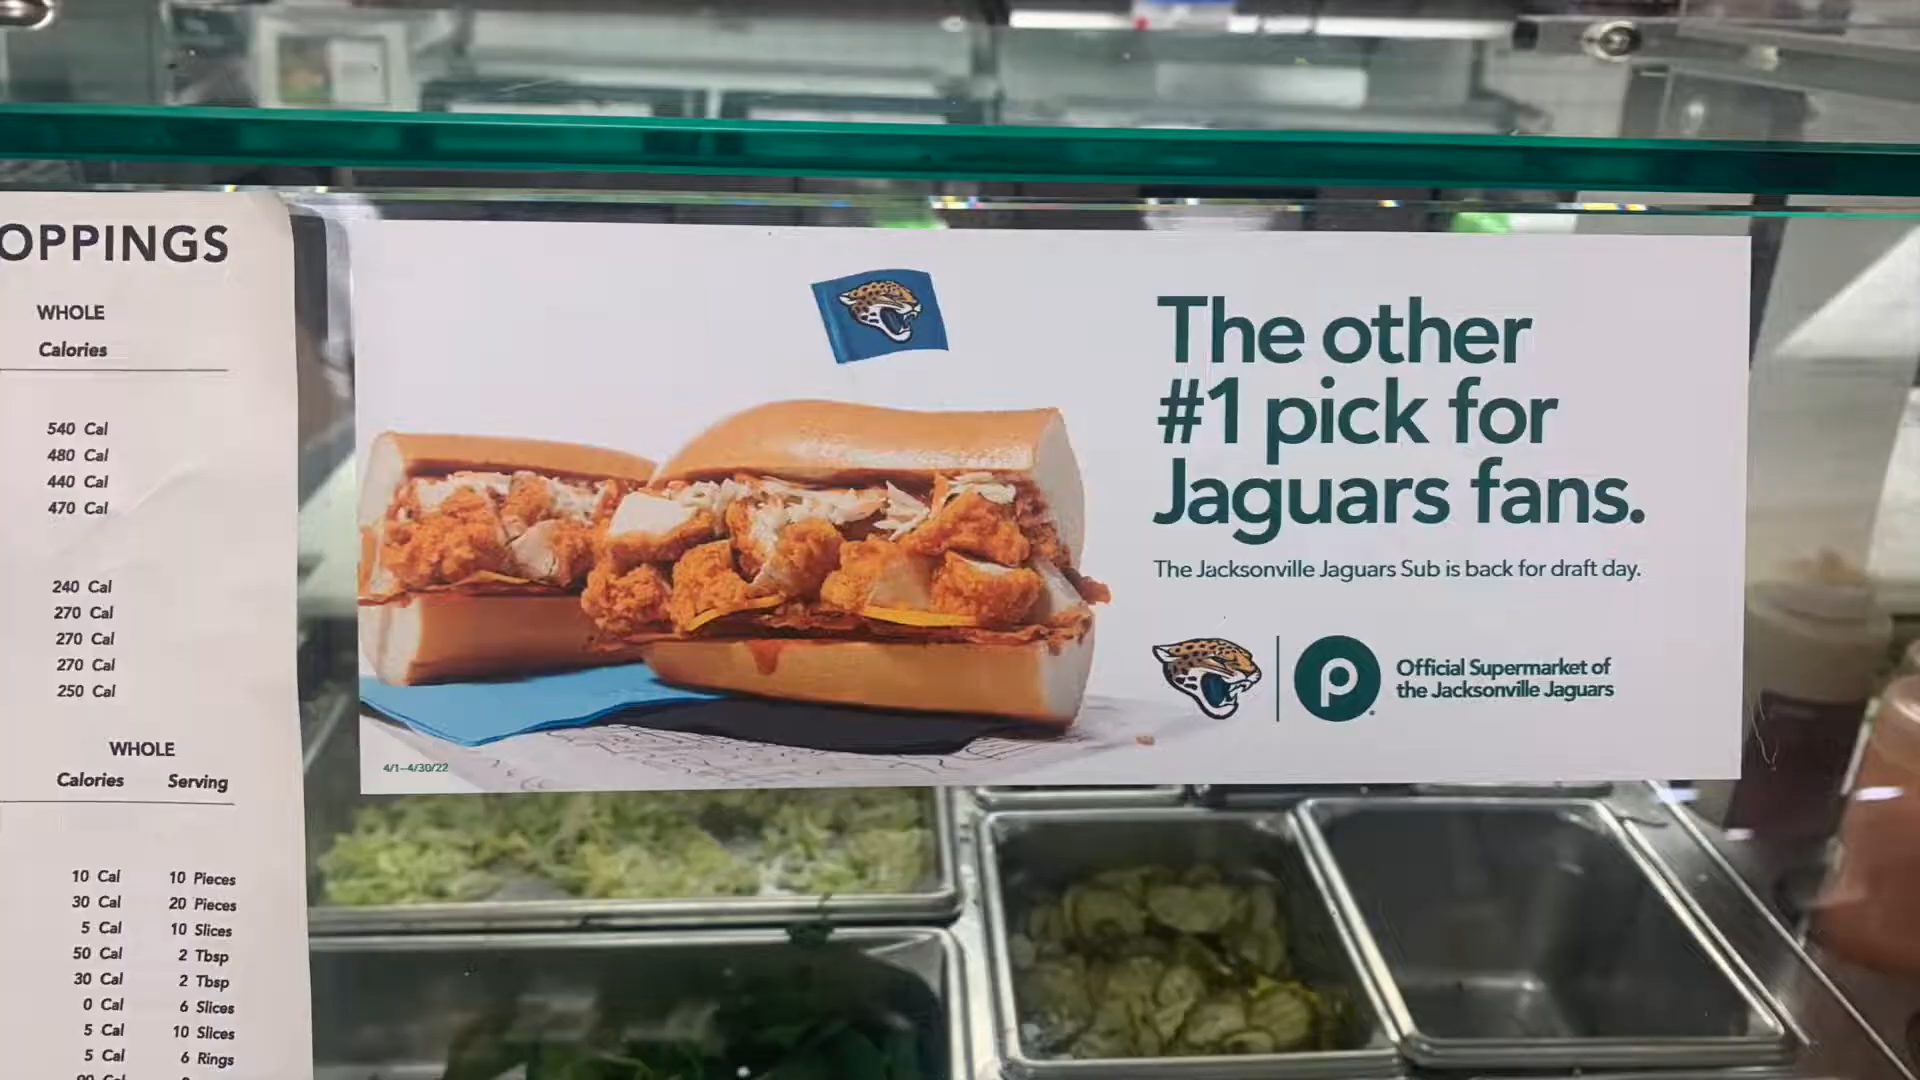 OPPINGS
WHOLE
Calories
540 Cal
480 Cal
440 Cal
470 Cal
240 Cal
270 Cal
270 Cal
270 Cal
250 Cal
WHOLE
Calories Serving
10 Cal 10 Pieces
30 Cal 20 Pieces
5 Cal 10 Slices
50 Cal 2 Tbsp
30 Cal 2 Tbsp
0 Cal 6 Slices
5 Cal 10 Slices
5 Cal 6 Rings
The other
#1 pick for
Jaguars fans.
The Jacksonville Jaguars Sub is back for draft day.
P
Official Supermarket of
the Jacksonville Jaguars
4/1–4/30/22